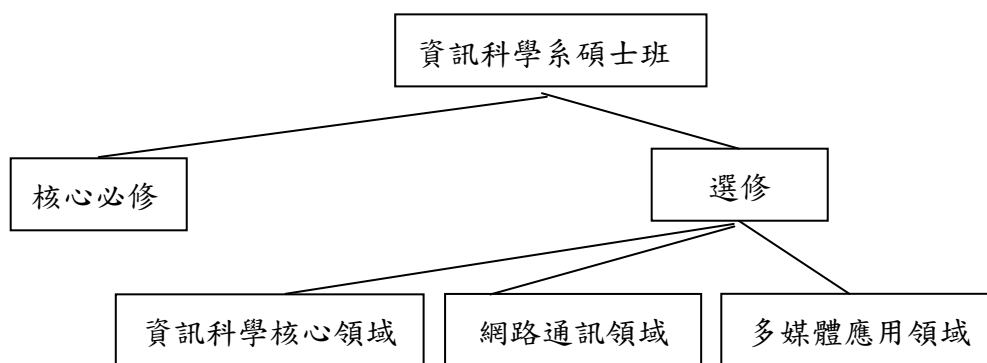 資訊科學系碩士班
核心必修
選修
資訊科學核心領域
網路通訊領域
多媒體應用領域